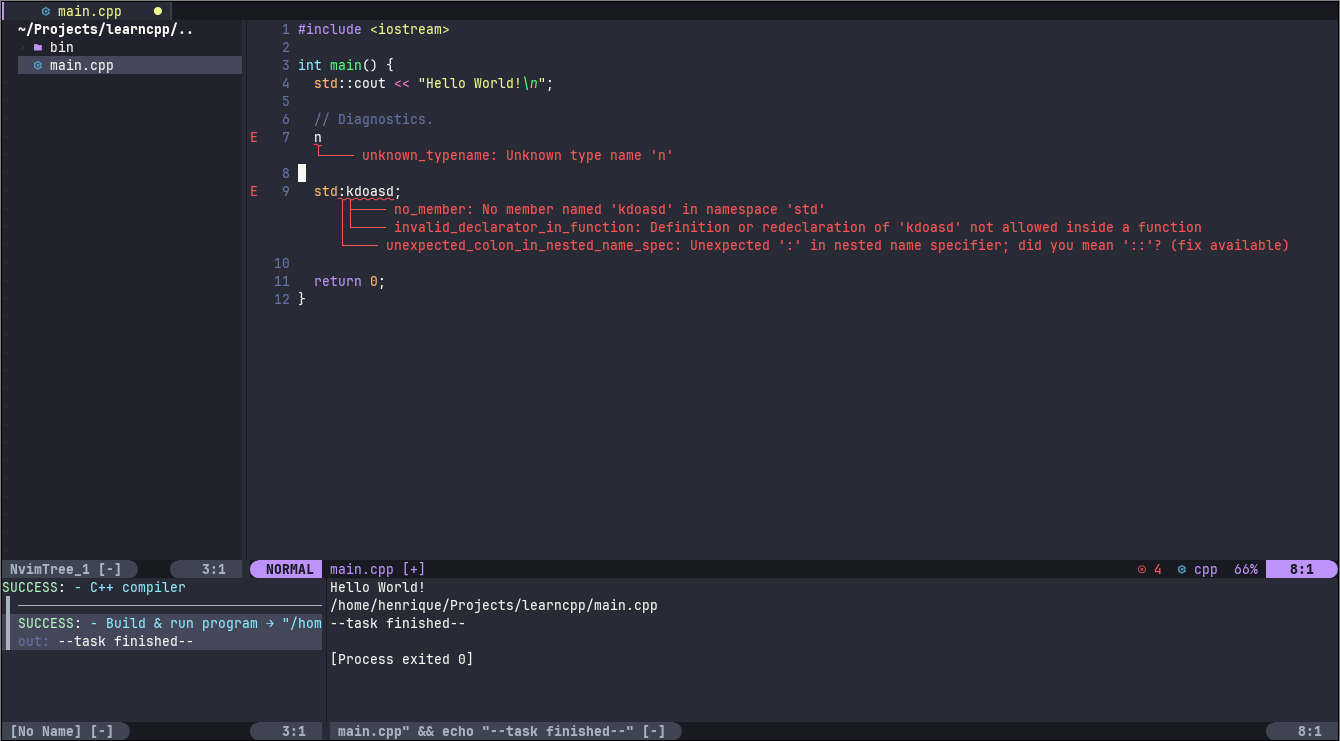 main.cpp
~/Projects/learncpp/..
bin
main.cpp
1 #include <iostream>
2
3 int main() {
4 std::cout << "Hello World!\n";
5
6 // Diagnostics.
E 7 n
unknown_typename: Unknown type name 'n'
8
E 9 std:kdoasd;
no_member: No member named 'kdoasd' in namespace 'std'
invalid_declarator_in_function: Definition or redeclaration of 'kdoasd' not allowed inside a function
unexpected_colon_in_nested_name_spec: Unexpected ':' in nested name specifier; did you mean '::'? (fix available)
10
11 return 0;
12 }
NvimTree_1 [-] 3:1
NORMAL main.cpp [+] 4 cpp 66% 8:1
SUCCESS: - C++ compiler
SUCCESS: - Build & run program → "/hom
out: --task finished--
Hello World!
/home/henrique/Projects/learncpp/main.cpp
--task finished--
[Process exited 0]
[No Name] [-] 3:1
main.cpp" && echo "--task finished--" [-] 8:1